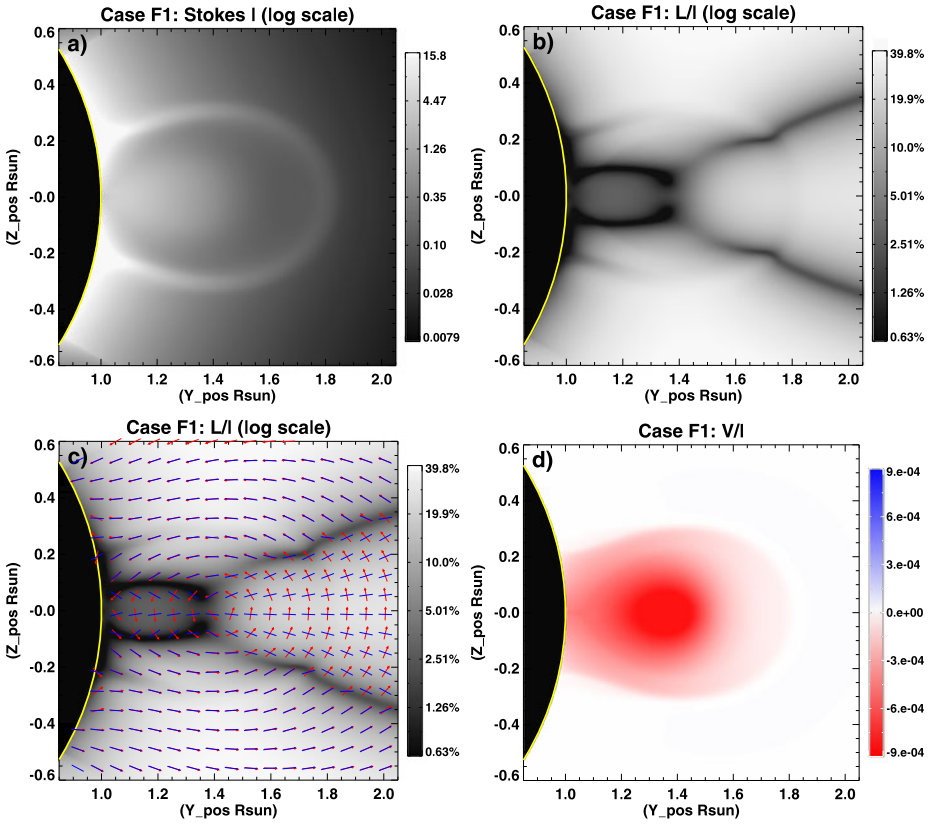 Case F1: Stokes I (log scale)
a)
0.6
0.4
0.2
-0.0
-0.2
-0.4
-0.6
(Z_pos Rsun)
1.0 1.2 1.4 1.6 1.8 2.0
(Y_pos Rsun)
15.8
4.47
1.26
0.35
0.10
0.028
0.0079
Case F1: L/I (log scale)
b)
0.6
0.4
0.2
-0.0
-0.2
-0.4
-0.6
(Z_pos Rsun)
1.0 1.2 1.4 1.6 1.8 2.0
(Y_pos Rsun)
39.8%
19.9%
10.0%
5.01%
2.51%
1.26%
0.63%
Case F1: L/I (log scale)
c)
0.6
0.4
0.2
-0.0
-0.2
-0.4
-0.6
(Z_pos Rsun)
1.0 1.2 1.4 1.6 1.8 2.0
(Y_pos Rsun)
39.8%
19.9%
10.0%
5.01%
2.51%
1.26%
0.63%
Case F1: V/I
d)
0.6
0.4
0.2
-0.0
-0.2
-0.4
-0.6
(Z_pos Rsun)
1.0 1.2 1.4 1.6 1.8 2.0
(Y_pos Rsun)
9.e-04
6.e-04
3.e-04
0.e+00
-3.e-04
-6.e-04
-9.e-04